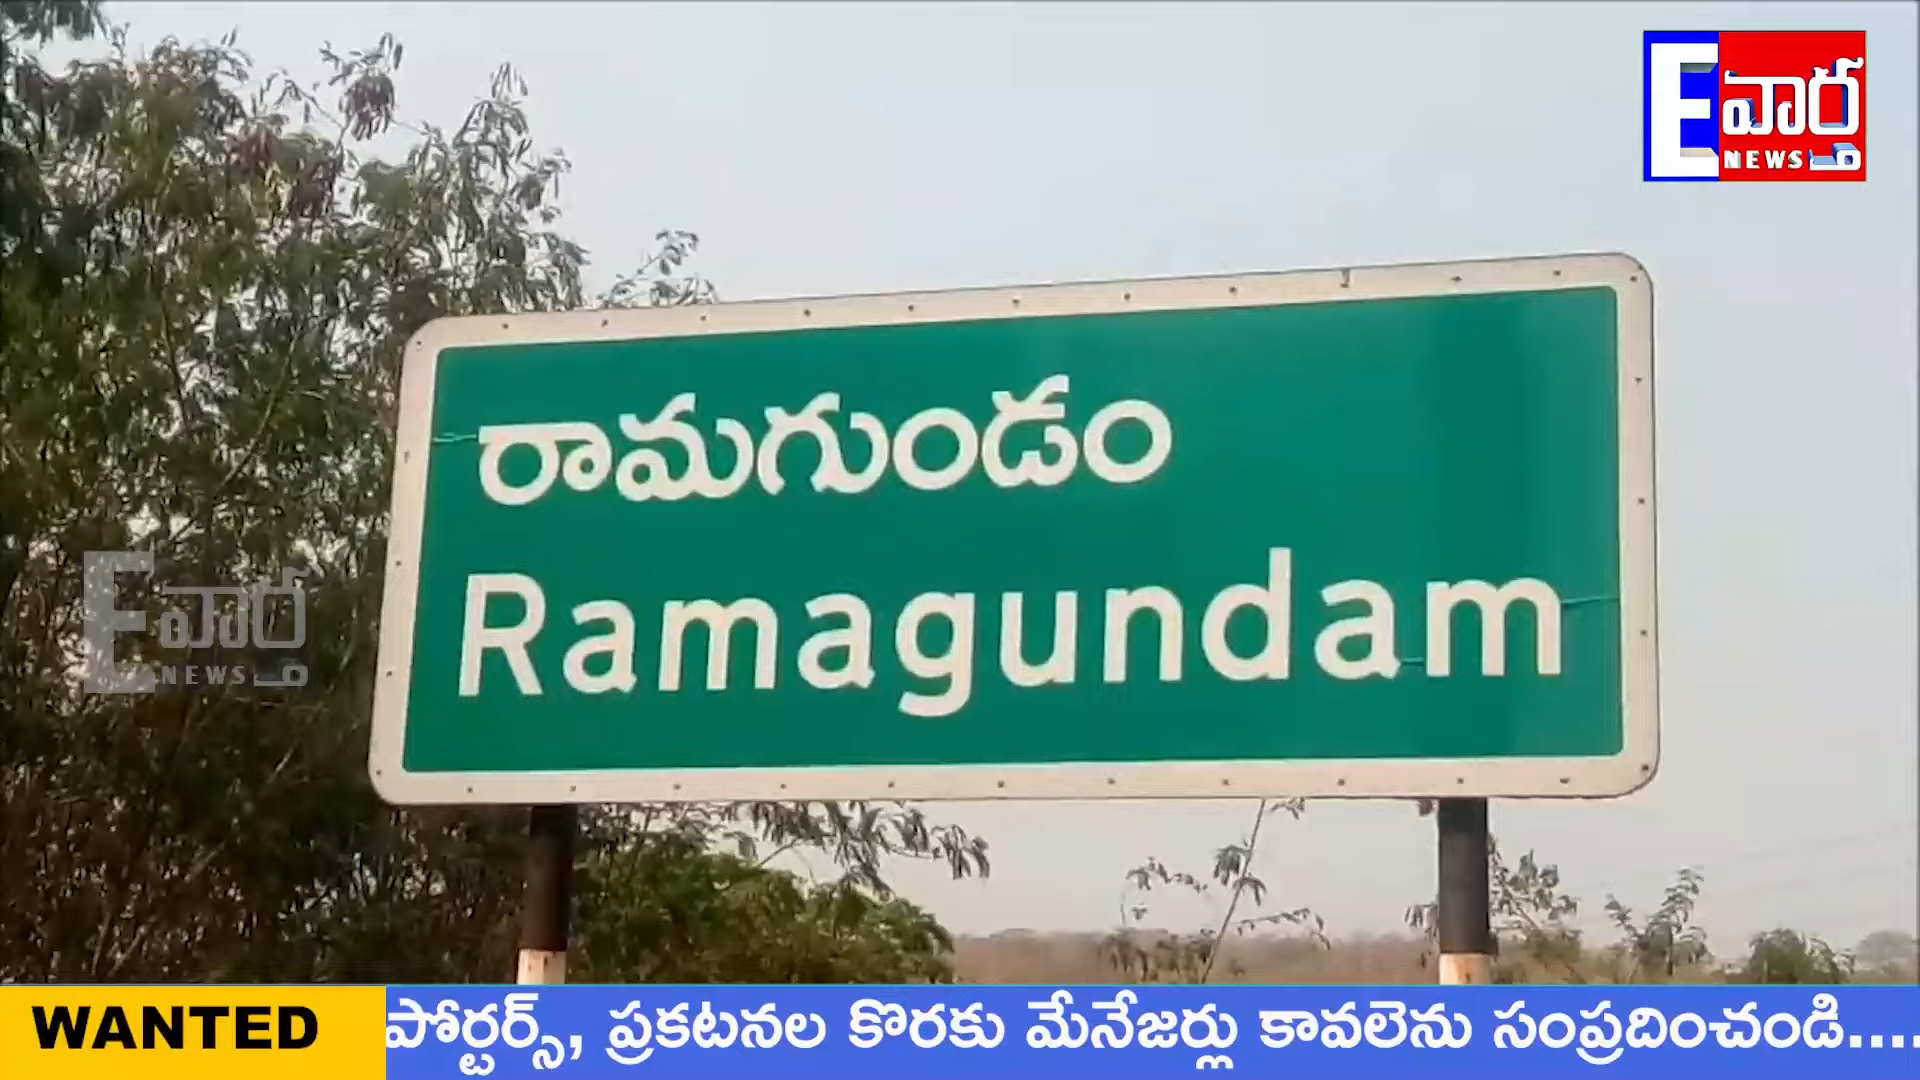 E వార్త
NEWS
రామగుండం
Ramagundam
E వార్త
NEWS
WANTED
పోర్టర్స్, ప్రకటనల కొరకు మేనేజర్లు కావలెను సంప్రదించండి....